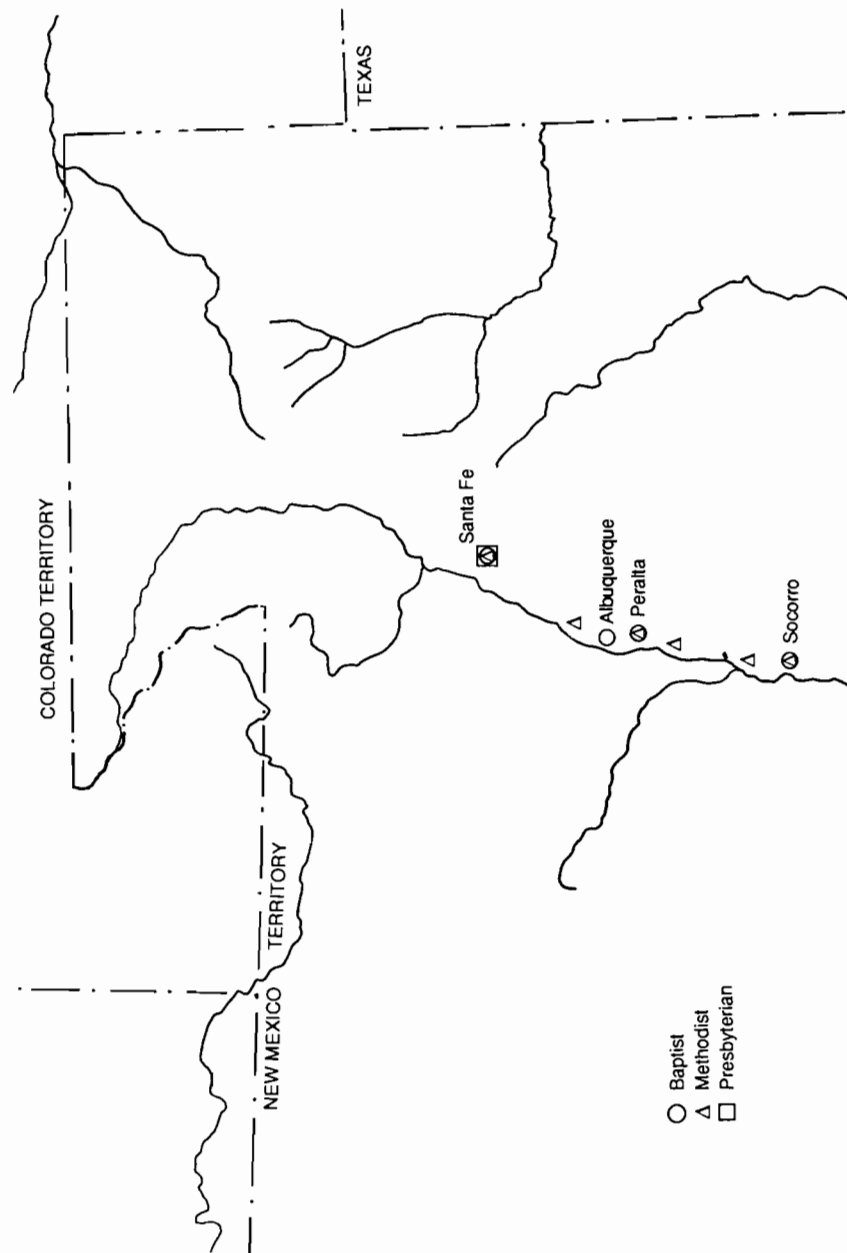 COLORADO TERRITORY
TEXAS
NEW MEXICO
TERRITORY
Santa Fe
Albuquerque
Peralta
Socorro
Baptist
Methodist
Presbyterian